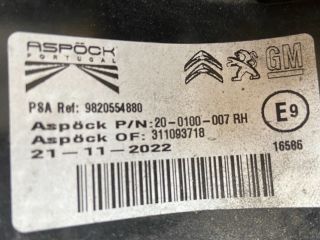 ASPÖCK
PORTUGAL
GM
PSA Ref: 9820554880
Aspöck P/N: 20-0100-007 RH
Aspöck OF: 311093718
21-11-2022
E9
16586